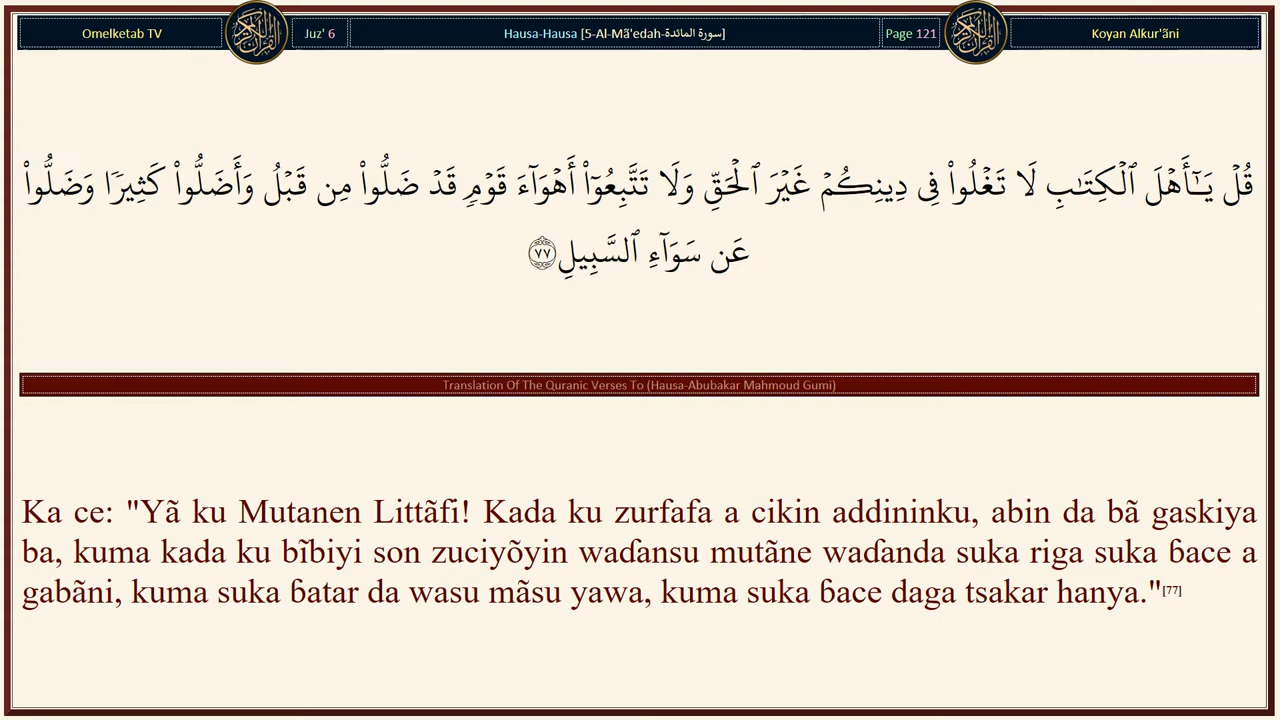 Omelketab TV
Juz' 6
Hausa-Hausa [5-Al-Mã'edah-سورة المائدة]
Page 121
Koyan Alƙur'ãni
قُلۡ يَـٰٓأَهۡلَ ٱلۡكِتَـٰبِ لَا تَغۡلُوا۟ فِی دِينِكُمۡ غَيۡرَ ٱلۡحَقِّ وَلَا تَتَّبِعُوٓا۟ أَهۡوَآءَ قَوۡمࣲ قَدۡ ضَلُّوا۟ مِن قَبۡلُ وَأَضَلُّوا۟ كَثِيرࣰا وَضَلُّوا۟
عَن سَوَآءِ ٱلسَّبِيلِ ٧٧
Translation Of The Quranic Verses To (Hausa-Abubakar Mahmoud Gumi)
Ka ce: "Yã ku Mutanen Littãfi! Kada ku zurfafa a cikin addininku, abin da bã gaskiya
ba, kuma kada ku bĩbiyi son zuciyõyin waɗansu mutãne waɗanda suka riga suka ɓace a
gabãni, kuma suka ɓatar da wasu mãsu yawa, kuma suka ɓace daga tsakar hanya."[77]